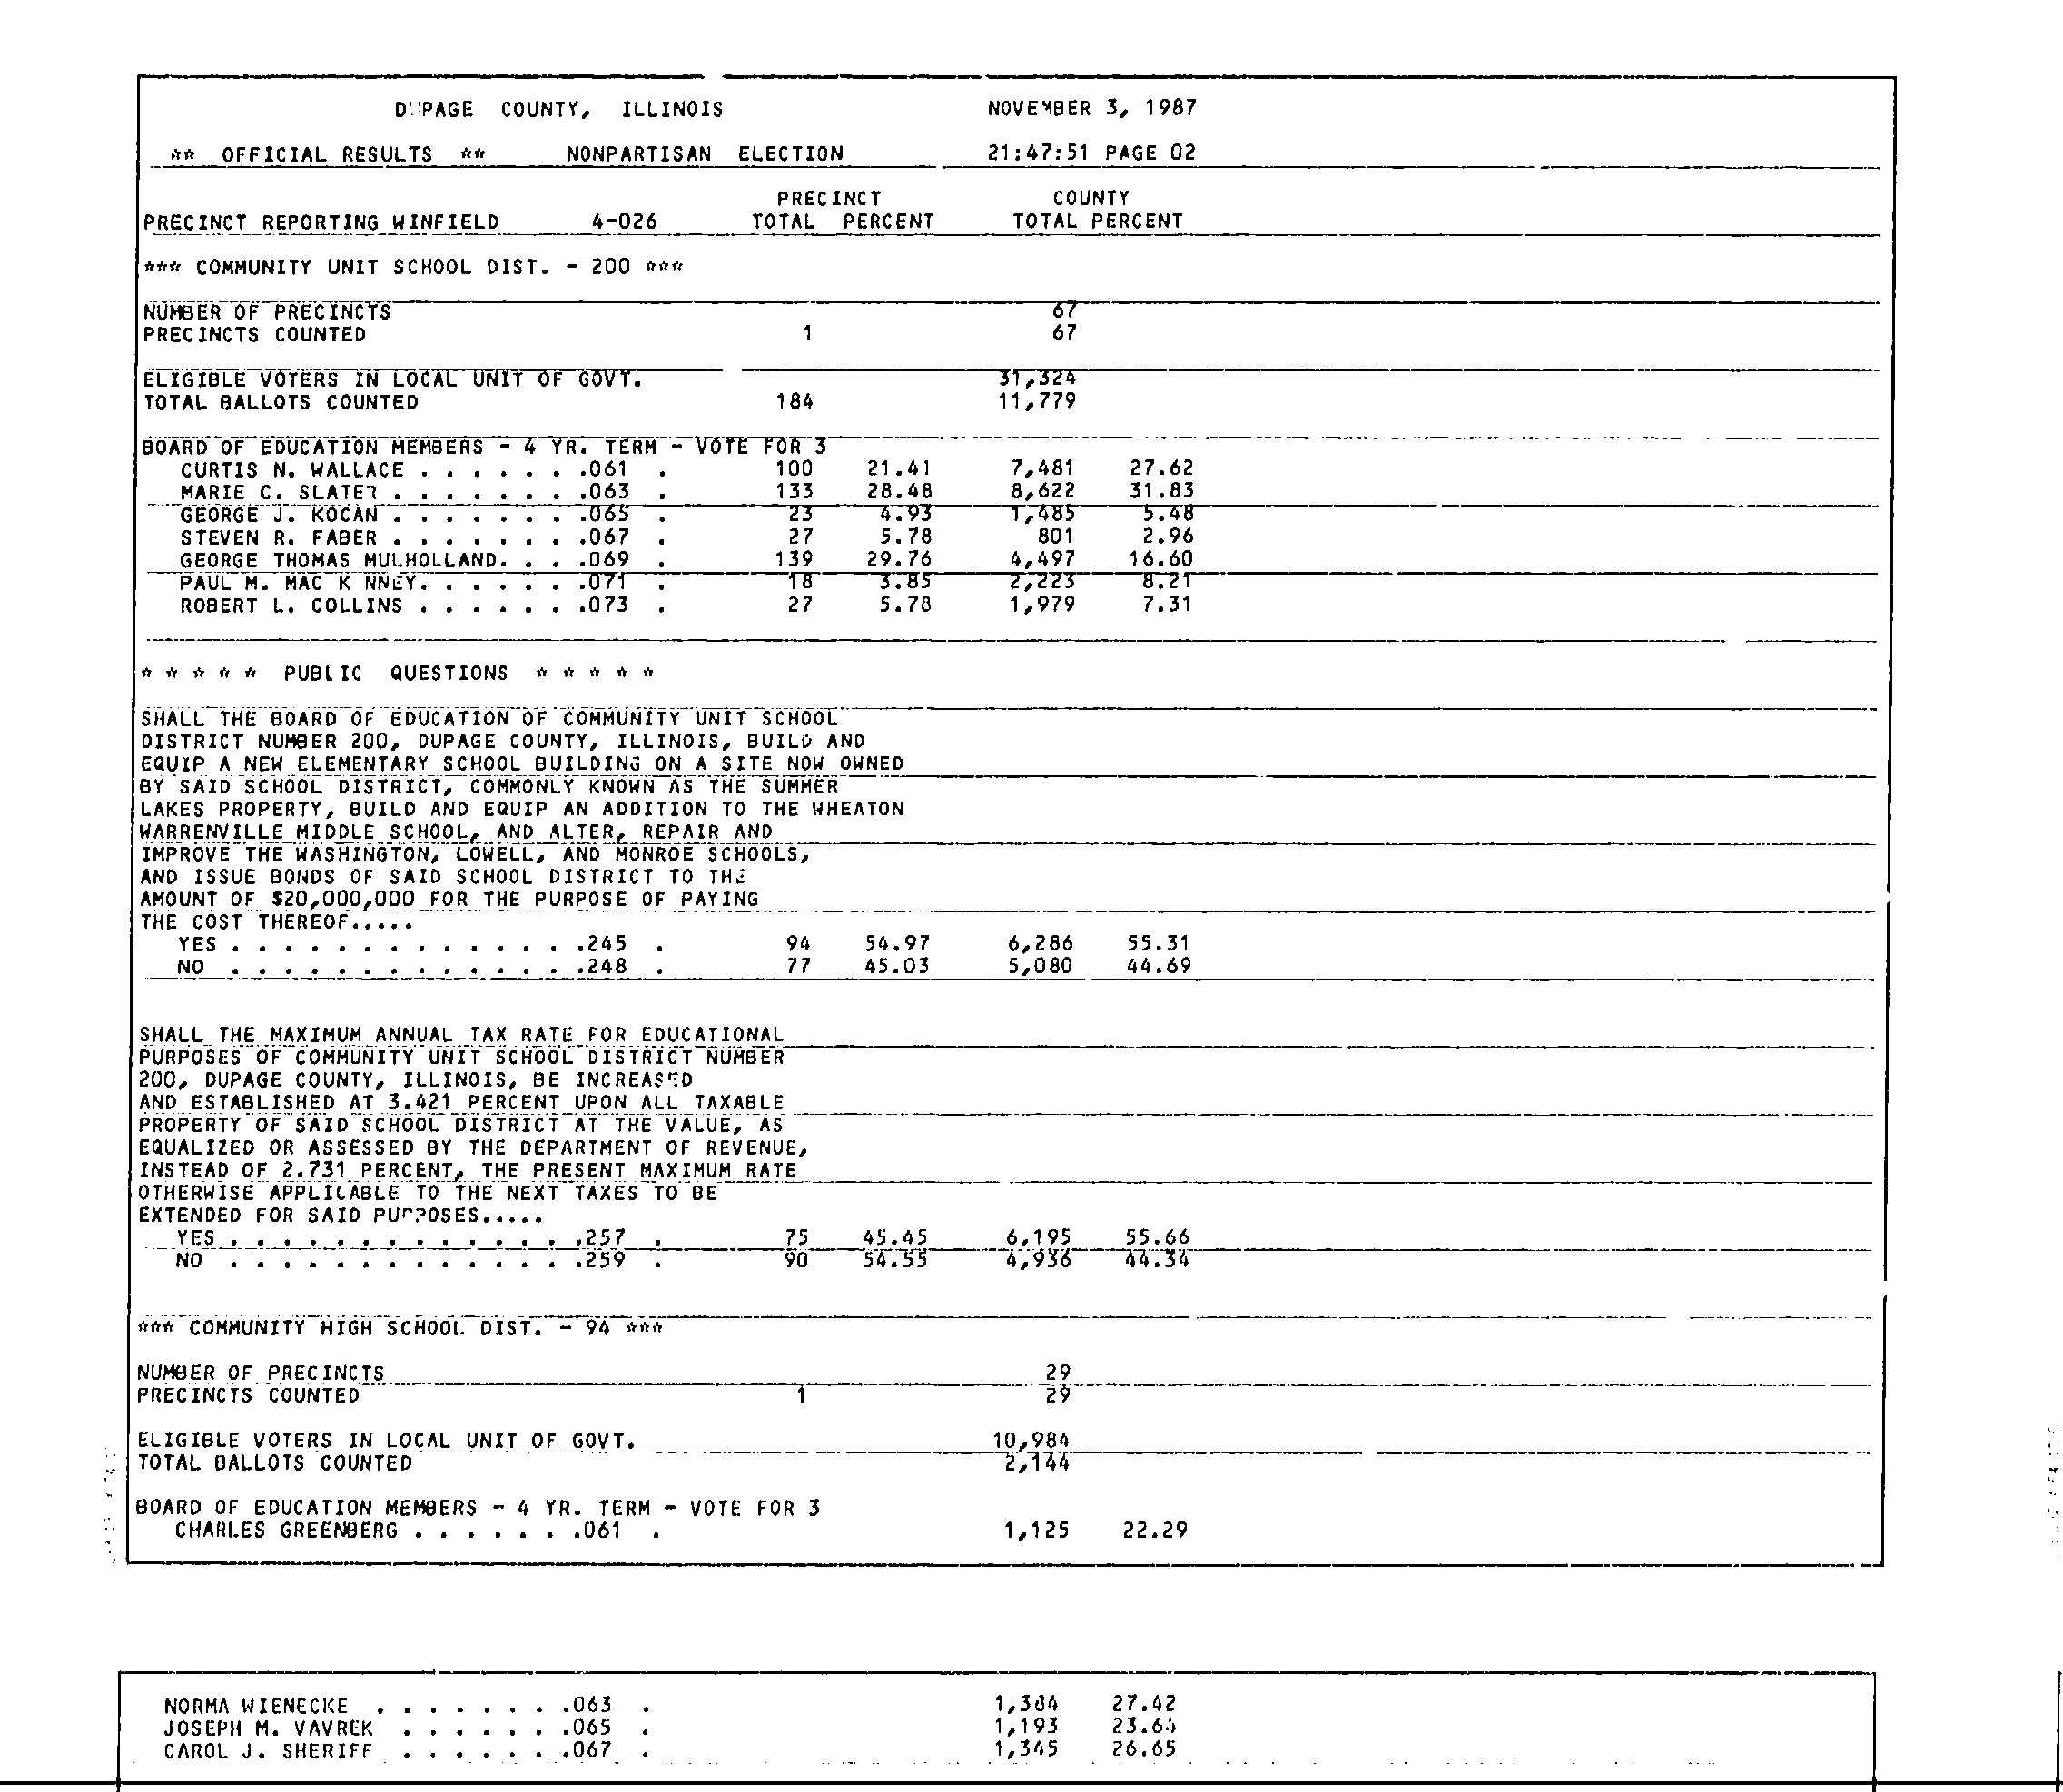 DUPAGE COUNTY, ILLINOIS NOVEMBER 3, 1987
** OFFICIAL RESULTS ** NONPARTISAN ELECTION 21:47:51 PAGE 02
PRECINCT COUNTY
PRECINCT REPORTING WINFIELD 4-026 TOTAL PERCENT TOTAL PERCENT
*** COMMUNITY UNIT SCHOOL DIST. - 200 ***
NUMBER OF PRECINCTS 67
PRECINCTS COUNTED 1 67
ELIGIBLE VOTERS IN LOCAL UNIT OF GOVT. 31,324
TOTAL BALLOTS COUNTED 184 11,779
BOARD OF EDUCATION MEMBERS - 4 YR. TERM - VOTE FOR 3
CURTIS N. WALLACE . . . . . . .061 . 100 21.41 7,481 27.62
MARIE C. SLATER . . . . . . . .063 . 133 28.48 8,622 31.83
GEORGE J. KOCAN . . . . . . . .065 . 23 4.93 1,485 5.48
STEVEN R. FABER . . . . . . . .067 . 27 5.78 801 2.96
GEORGE THOMAS MULHOLLAND. . . .069 . 139 29.76 4,497 16.60
PAUL M. MAC K NNEY. . . . . . .071 . 18 3.85 2,223 8.21
ROBERT L. COLLINS . . . . . . .073 . 27 5.78 1,979 7.31
* * * * * PUBLIC QUESTIONS * * * * *
SHALL THE BOARD OF EDUCATION OF COMMUNITY UNIT SCHOOL
DISTRICT NUMBER 200, DUPAGE COUNTY, ILLINOIS, BUILD AND
EQUIP A NEW ELEMENTARY SCHOOL BUILDING ON A SITE NOW OWNED
BY SAID SCHOOL DISTRICT, COMMONLY KNOWN AS THE SUMMER
LAKES PROPERTY, BUILD AND EQUIP AN ADDITION TO THE WHEATON
WARRENVILLE MIDDLE SCHOOL, AND ALTER, REPAIR AND
IMPROVE THE WASHINGTON, LOWELL, AND MONROE SCHOOLS,
AND ISSUE BONDS OF SAID SCHOOL DISTRICT TO THE
AMOUNT OF $20,000,000 FOR THE PURPOSE OF PAYING
THE COST THEREOF.....
YES . . . . . . . . . . . . . .245 . 94 54.97 6,286 55.31
NO . . . . . . . . . . . . . .248 . 77 45.03 5,080 44.69
SHALL THE MAXIMUM ANNUAL TAX RATE FOR EDUCATIONAL
PURPOSES OF COMMUNITY UNIT SCHOOL DISTRICT NUMBER
200, DUPAGE COUNTY, ILLINOIS, BE INCREASED
AND ESTABLISHED AT 3.421 PERCENT UPON ALL TAXABLE
PROPERTY OF SAID SCHOOL DISTRICT AT THE VALUE, AS
EQUALIZED OR ASSESSED BY THE DEPARTMENT OF REVENUE,
INSTEAD OF 2.731 PERCENT, THE PRESENT MAXIMUM RATE
OTHERWISE APPLICABLE TO THE NEXT TAXES TO BE
EXTENDED FOR SAID PURPOSES.....
YES . . . . . . . . . . . . . .257 . 75 45.45 6,195 55.66
NO . . . . . . . . . . . . . .259 . 90 54.55 4,936 44.34
*** COMMUNITY HIGH SCHOOL DIST. - 94 ***
NUMBER OF PRECINCTS 29
PRECINCTS COUNTED 1 29
ELIGIBLE VOTERS IN LOCAL UNIT OF GOVT. 10,984
TOTAL BALLOTS COUNTED 2,144
BOARD OF EDUCATION MEMBERS - 4 YR. TERM - VOTE FOR 3
CHARLES GREENBERG . . . . . . .061 . 1,125 22.29
NORMA WIENECKE . . . . . . . .063 . 1,384 27.42
JOSEPH M. VAVREK . . . . . . .065 . 1,193 23.64
CAROL J. SHERIFF . . . . . . .067 . 1,345 26.65